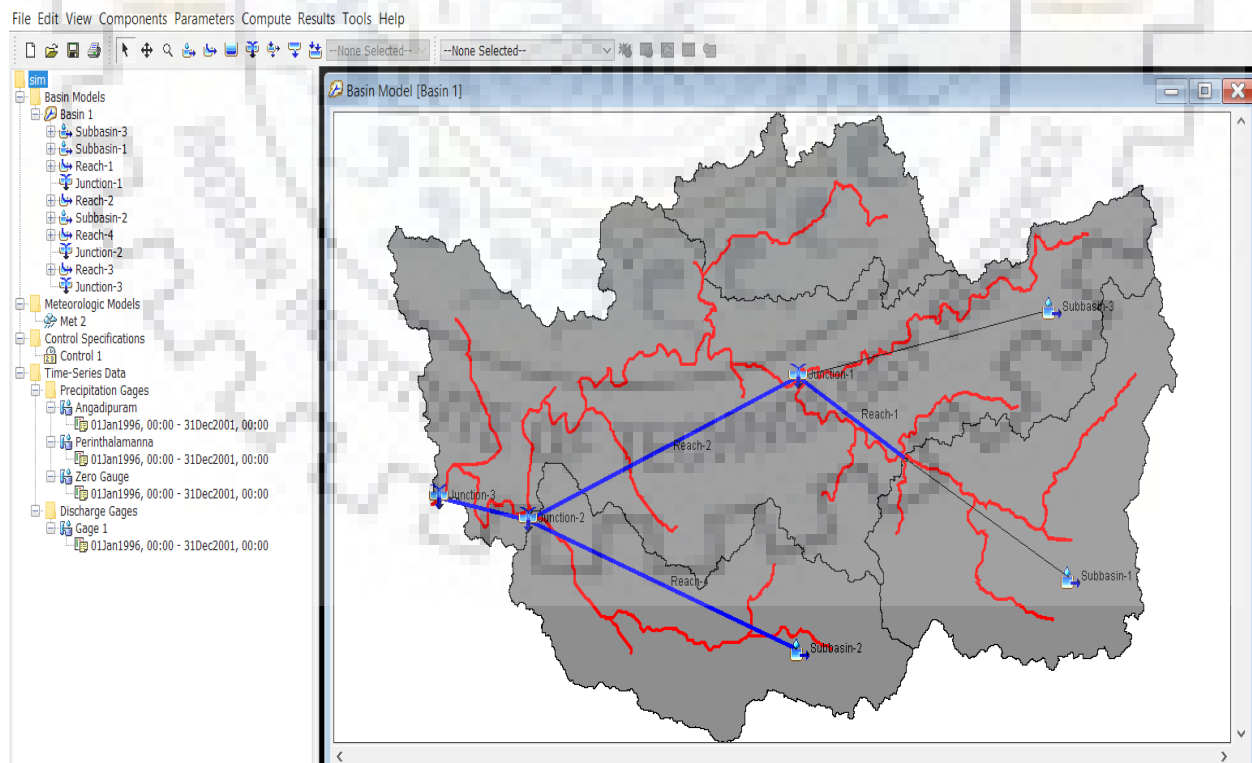 File Edit View Components Parameters Compute Results Tools Help
--None Selected-- --None Selected--
sim
Basin Models
Basin 1
Subbasin-3
Subbasin-1
Reach-1
Junction-1
Reach-2
Subbasin-2
Reach-4
Junction-2
Reach-3
Junction-3
Meteorologic Models
Met 2
Control Specifications
Control 1
Time-Series Data
Precipitation Gages
Angadipuram
01Jan1996, 00:00 - 31Dec2001, 00:00
Perinthalamanna
01Jan1996, 00:00 - 31Dec2001, 00:00
Zero Gauge
01Jan1996, 00:00 - 31Dec2001, 00:00
Discharge Gages
Gage 1
01Jan1996, 00:00 - 31Dec2001, 00:00
Basin Model [Basin 1]
Subbasin-3
Junction-1
Reach-1
Reach-2
Junction-3
Junction-2
Reach-4
Subbasin-1
Subbasin-2